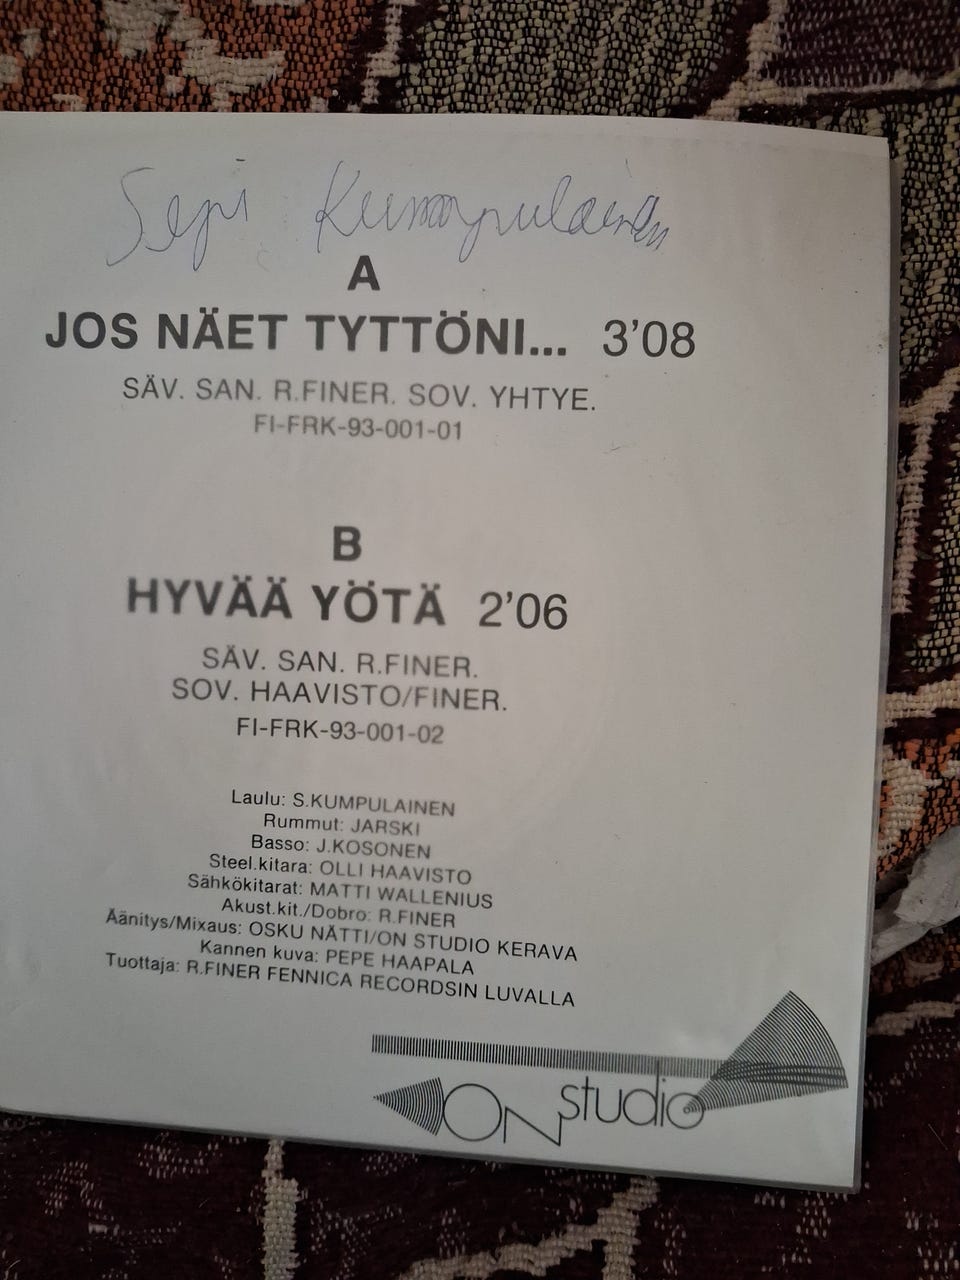 Sepi Kumpulainen
A
JOS NÄET TYTTÖNI... 3'08
SÄV. SAN. R.FINER. SOV. YHTYE.
FI-FRK-93-001-01
B
HYVÄÄ YÖTÄ 2'06
SÄV. SAN. R.FINER.
SOV. HAAVISTO/FINER.
FI-FRK-93-001-02
Laulu: S.KUMPULAINEN
Rummut: JARSKI
Basso: J.KOSONEN
Steel.kitara: OLLI HAAVISTO
Sähkökitarat: MATTI WALLENIUS
Akust.kit./Dobro: R.FINER
Äänitys/Mixaus: OSKU NÄTTI/ON STUDIO KERAVA
Kannen kuva: PEPE HAAPALA
Tuottaja: R.FINER FENNICA RECORDSIN LUVALLA
ON studio